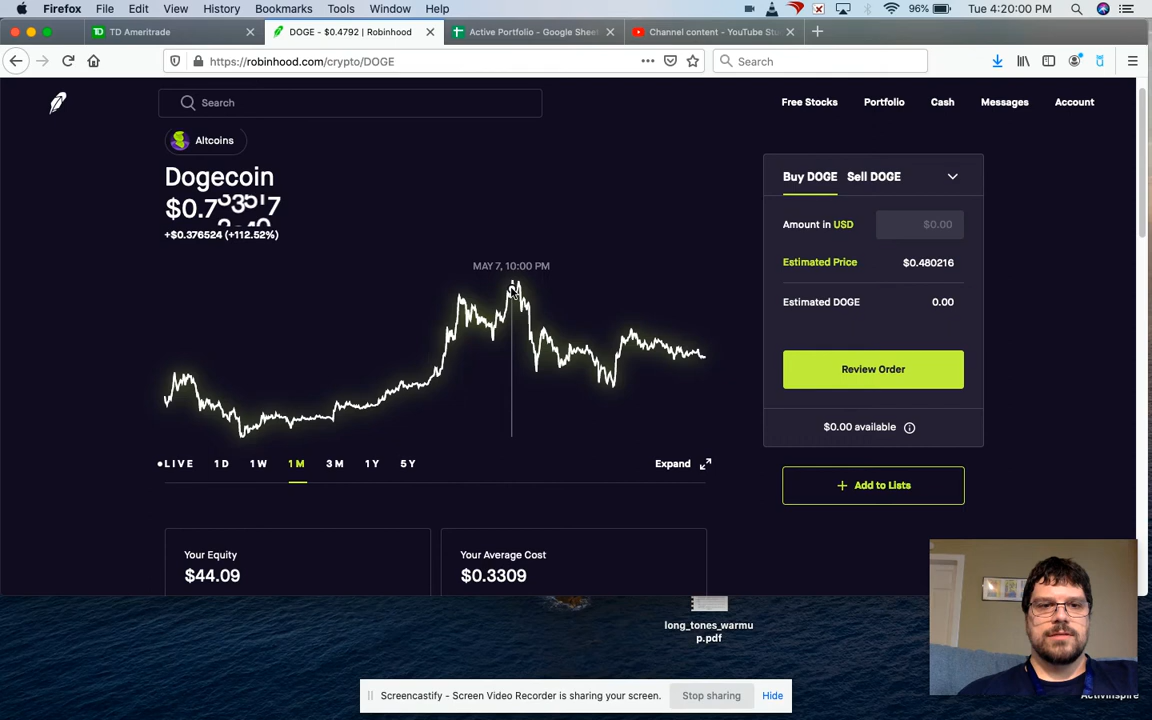 Firefox File Edit View History Bookmarks Tools Window Help 96% Tue 4:20:00 PM
TD Ameritrade DOGE - $0.4792 | Robinhood Active Portfolio - Google Sheet Channel content - YouTube Stu
https://robinhood.com/crypto/DOGE Search
Search Free Stocks Portfolio Cash Messages Account
Altcoins
Dogecoin
$0.7
+$0.376524 (+112.52%)
Buy DOGE Sell DOGE
Amount in USD $0.00
Estimated Price $0.480216
Estimated DOGE 0.00
Review Order
$0.00 available
Add to Lists
MAY 7, 10:00 PM
LIVE 1D 1W 1M 3M 1Y 5Y Expand
Your Equity
$44.09
Your Average Cost
$0.3309
long_tones_warmu
p.pdf
Screencastify - Screen Video Recorder is sharing your screen. Stop sharing Hide
ActivInspire